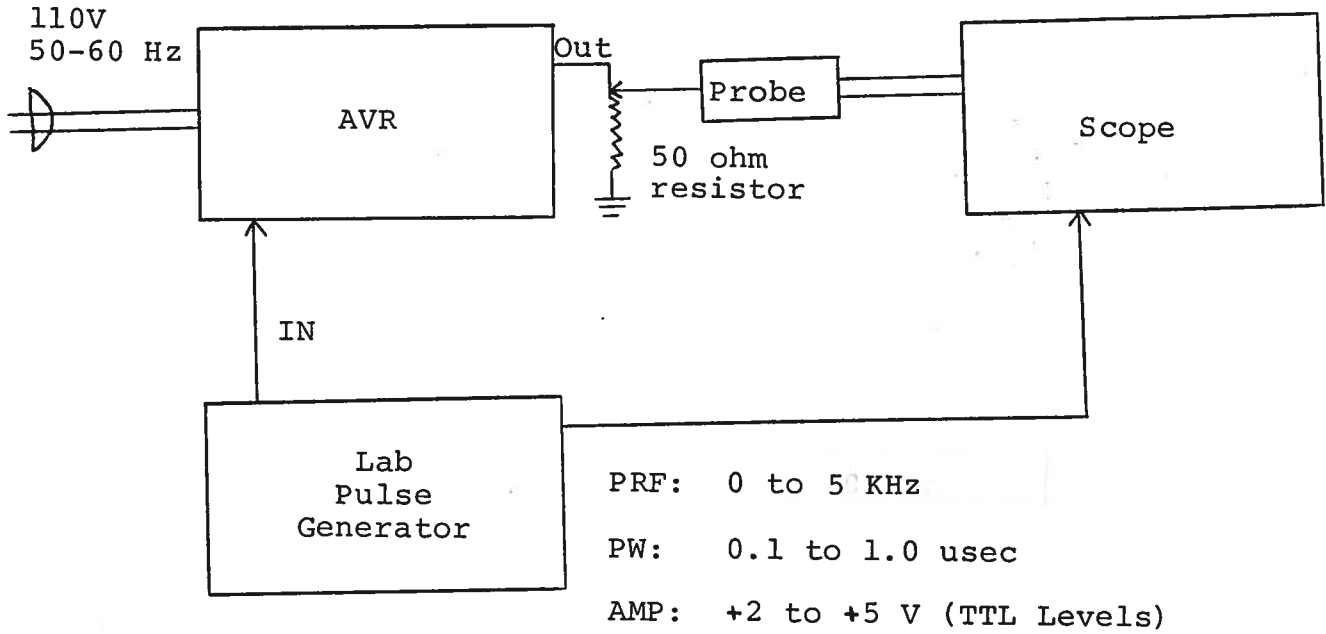 110V
50-60 Hz
Out
AVR
Probe
Scope
50 ohm
resistor
IN
Lab
Pulse
Generator
PRF: 0 to 5 KHz
PW: 0.1 to 1.0 usec
AMP: +2 to +5 V (TTL Levels)